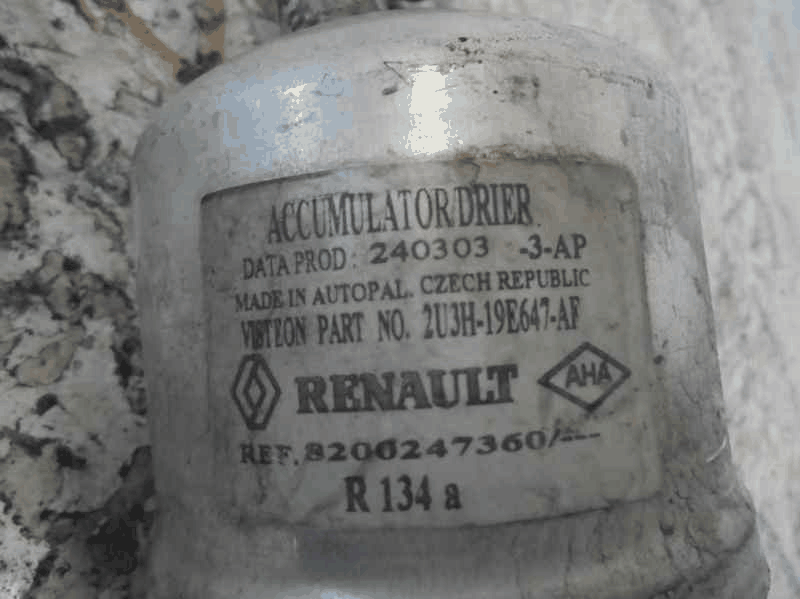 ACCUMULATOR/DRIER
DATA PROD: 240303 -3-AP
MADE IN AUTOPAL. CZECH REPUBLIC
VISTEON PART NO. 2U3H-19E647-AF
RENAULT AHA
REF. 8200247360/---
R 134 a